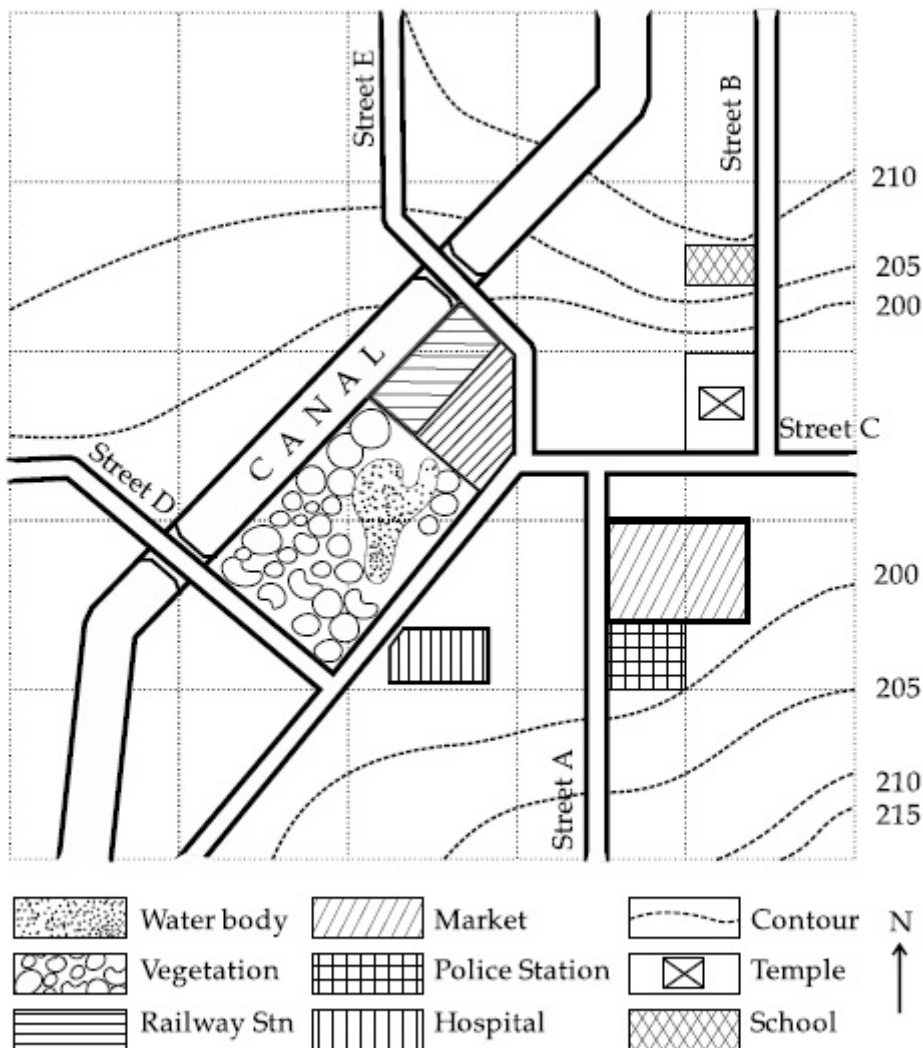 Street E
Street B
210
205
200
CANAL
Street C
Street D
200
205
Street A
210
215
Water body
Market
Contour
N
Vegetation
Police Station
Temple
Railway Stn
Hospital
School